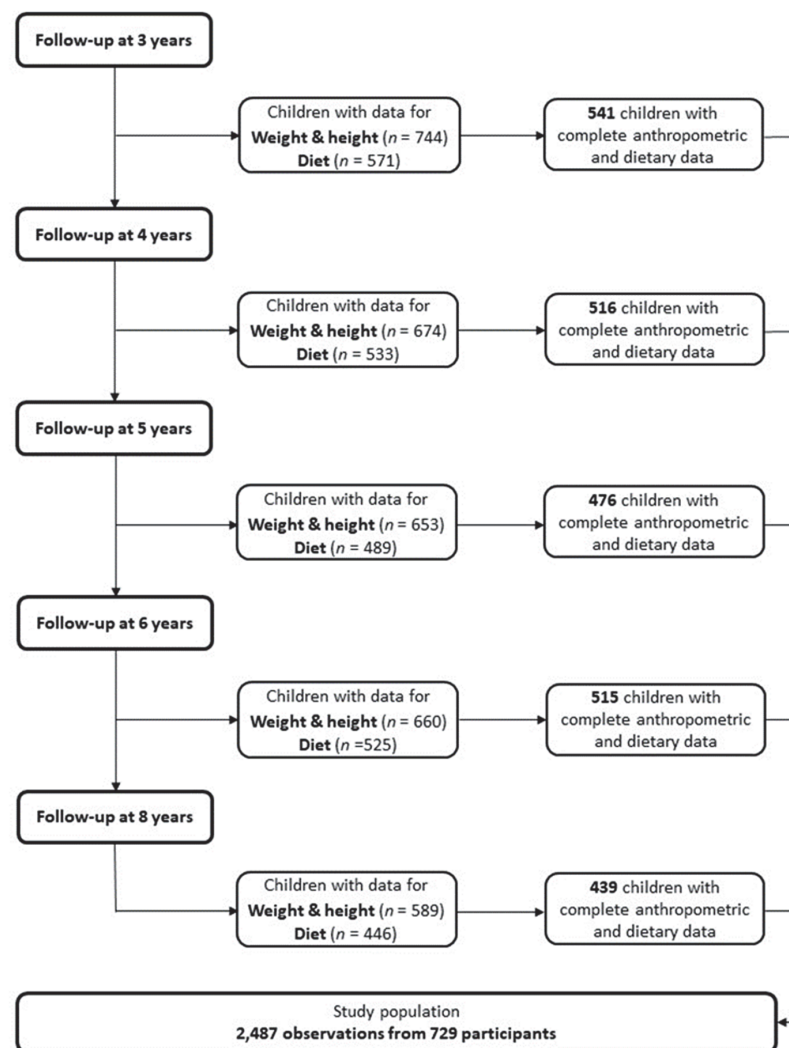 Follow-up at 3 years
Children with data for
Weight & height (n = 744)
Diet (n = 571)
541 children with
complete anthropometric
and dietary data
Follow-up at 4 years
Children with data for
Weight & height (n = 674)
Diet (n = 533)
516 children with
complete anthropometric
and dietary data
Follow-up at 5 years
Children with data for
Weight & height (n = 653)
Diet (n = 489)
476 children with
complete anthropometric
and dietary data
Follow-up at 6 years
Children with data for
Weight & height (n = 660)
Diet (n =525)
515 children with
complete anthropometric
and dietary data
Follow-up at 8 years
Children with data for
Weight & height (n = 589)
Diet (n = 446)
439 children with
complete anthropometric
and dietary data
Study population
2,487 observations from 729 participants